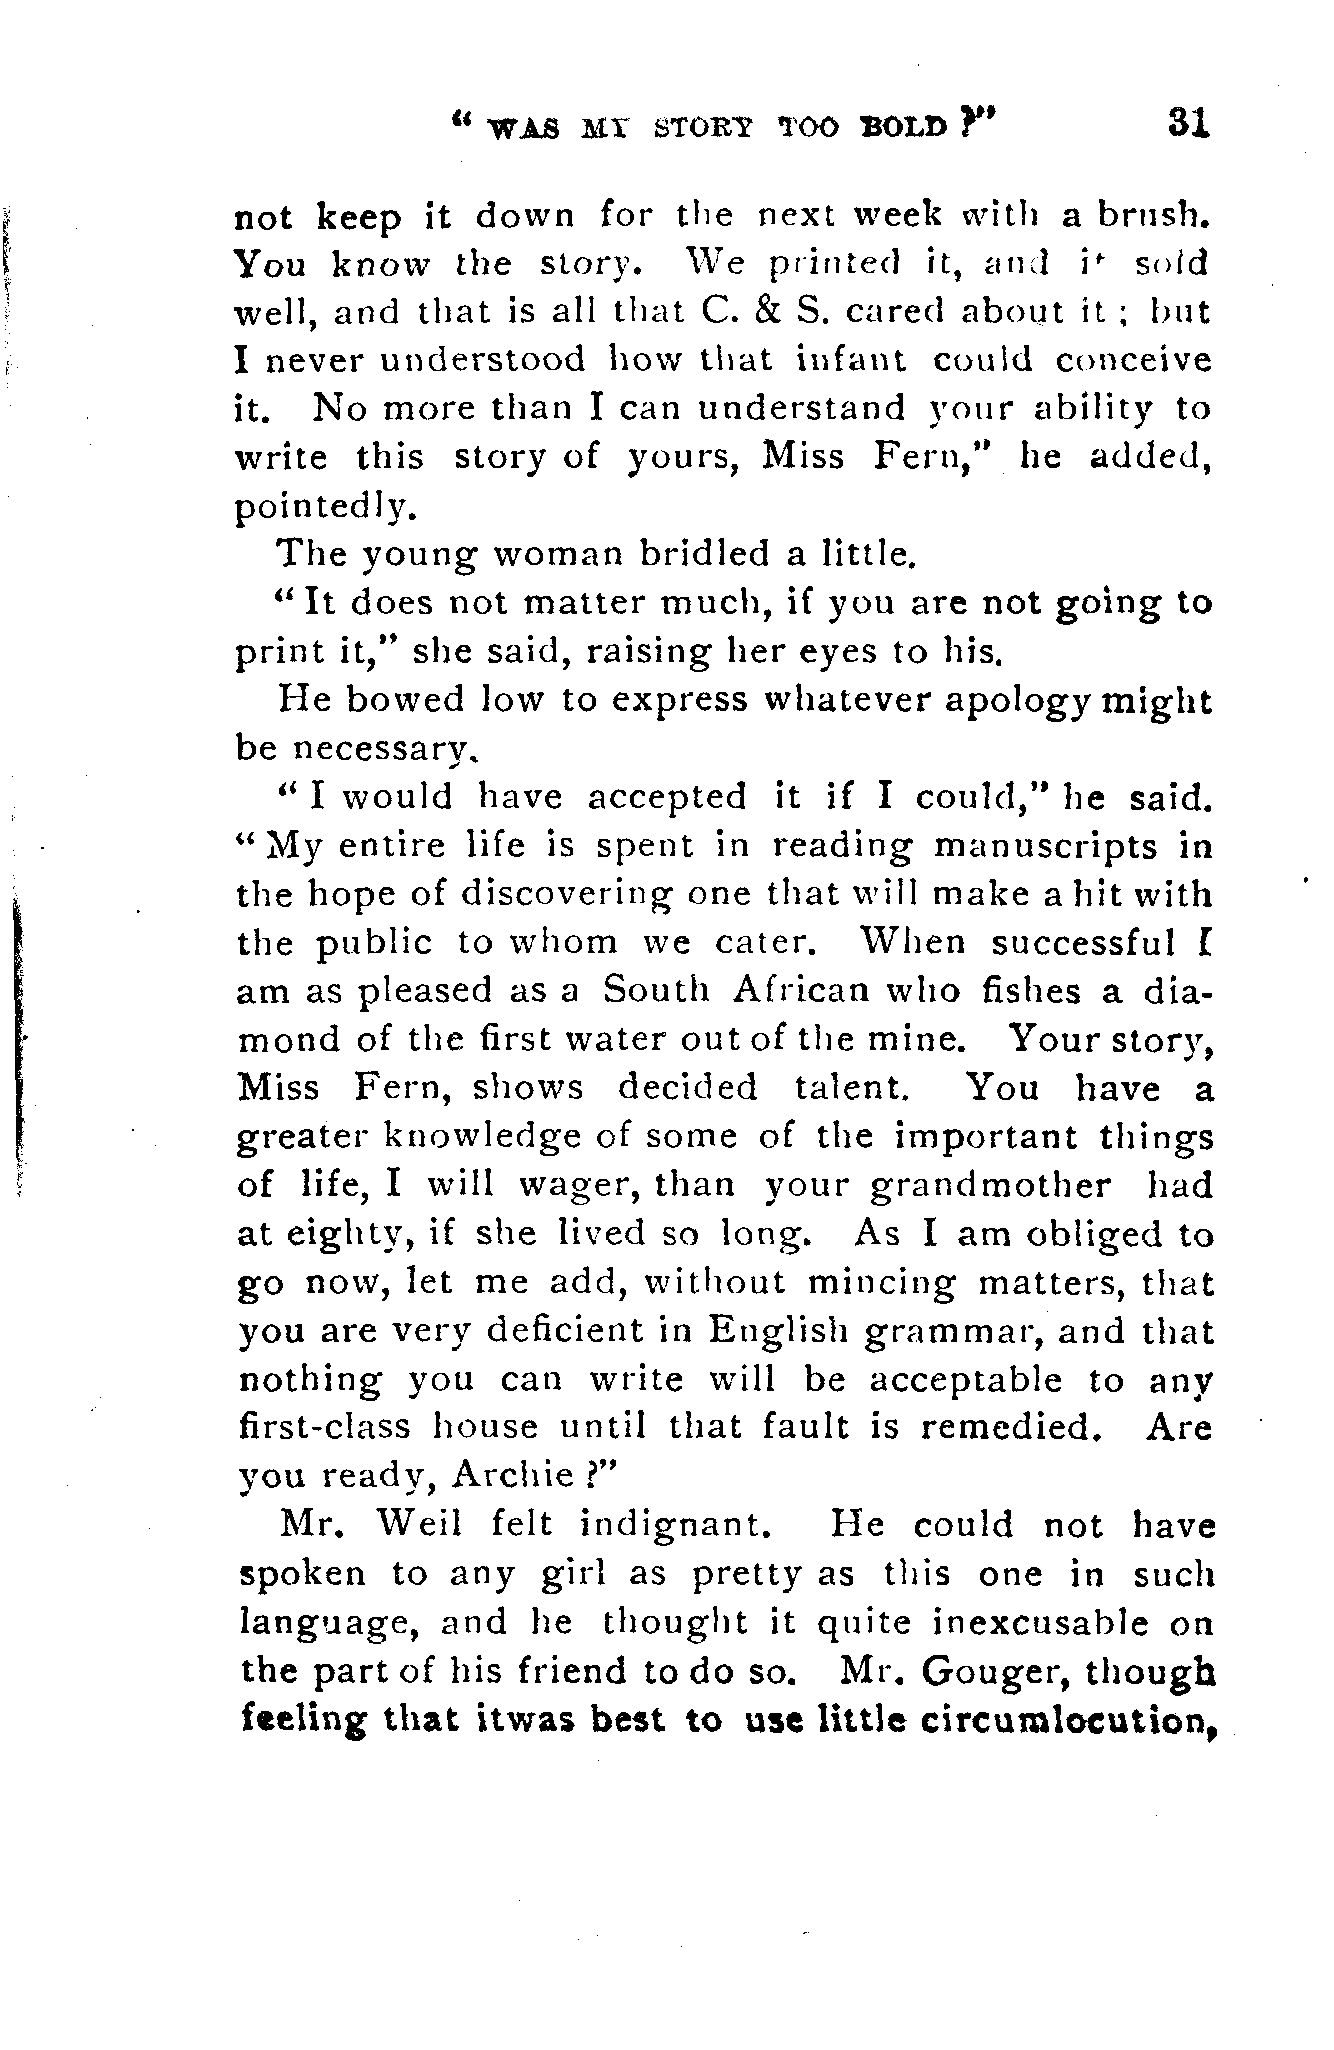 "WAS MY STORY TOO BOLD?" 31
not keep it down for the next week with a brush.
You know the story. We printed it, and it sold
well, and that is all that C. & S. cared about it; but
I never understood how that infant could conceive
it. No more than I can understand your ability to
write this story of yours, Miss Fern," he added,
pointedly.
The young woman bridled a little.
"It does not matter much, if you are not going to
print it," she said, raising her eyes to his.
He bowed low to express whatever apology might
be necessary.
"I would have accepted it if I could," he said.
"My entire life is spent in reading manuscripts in
the hope of discovering one that will make a hit with
the public to whom we cater. When successful I
am as pleased as a South African who fishes a dia-
mond of the first water out of the mine. Your story,
Miss Fern, shows decided talent. You have a
greater knowledge of some of the important things
of life, I will wager, than your grandmother had
at eighty, if she lived so long. As I am obliged to
go now, let me add, without mincing matters, that
you are very deficient in English grammar, and that
nothing you can write will be acceptable to any
first-class house until that fault is remedied. Are
you ready, Archie?"
Mr. Weil felt indignant. He could not have
spoken to any girl as pretty as this one in such
language, and he thought it quite inexcusable on
the part of his friend to do so. Mr. Gouger, though
feeling that itwas best to use little circumlocution,